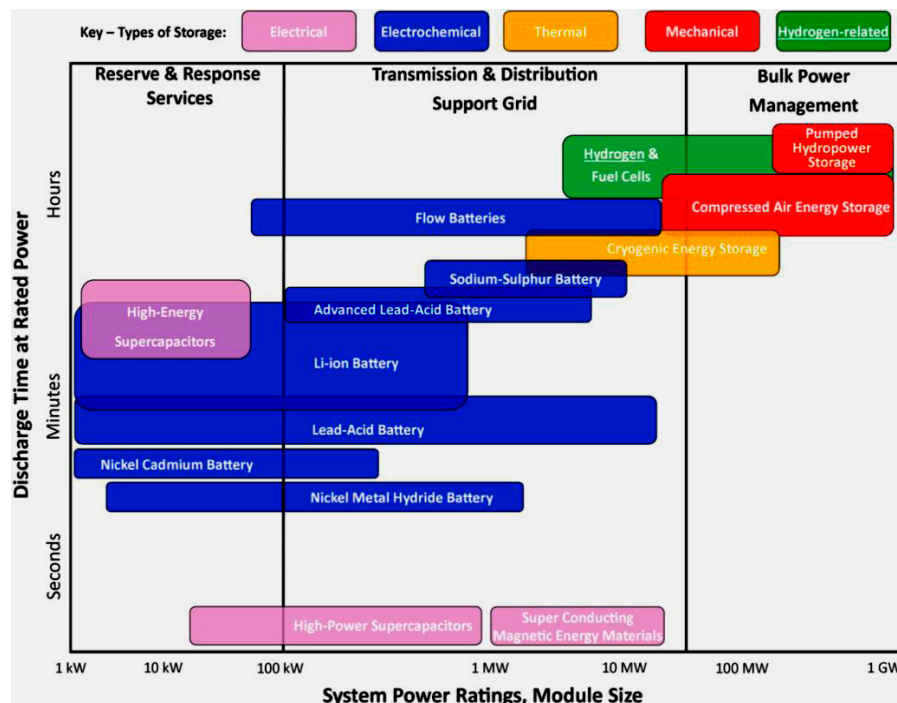 Key – Types of Storage:
Electrical
Electrochemical
Thermal
Mechanical
Hydrogen-related
Reserve & Response
Services
Transmission & Distribution
Support Grid
Bulk Power
Management
Discharge Time at Rated Power
Hours
Minutes
Seconds
Pumped
Hydropower
Storage
Hydrogen &
Fuel Cells
Compressed Air Energy Storage
Flow Batteries
Cryogenic Energy Storage
Sodium-Sulphur Battery
High-Energy
Supercapacitors
Advanced Lead-Acid Battery
Li-ion Battery
Lead-Acid Battery
Nickel Cadmium Battery
Nickel Metal Hydride Battery
High-Power Supercapacitors
Super Conducting
Magnetic Energy Materials
1 kW
10 kW
100 kW
1 MW
10 MW
100 MW
1 GW
System Power Ratings, Module Size